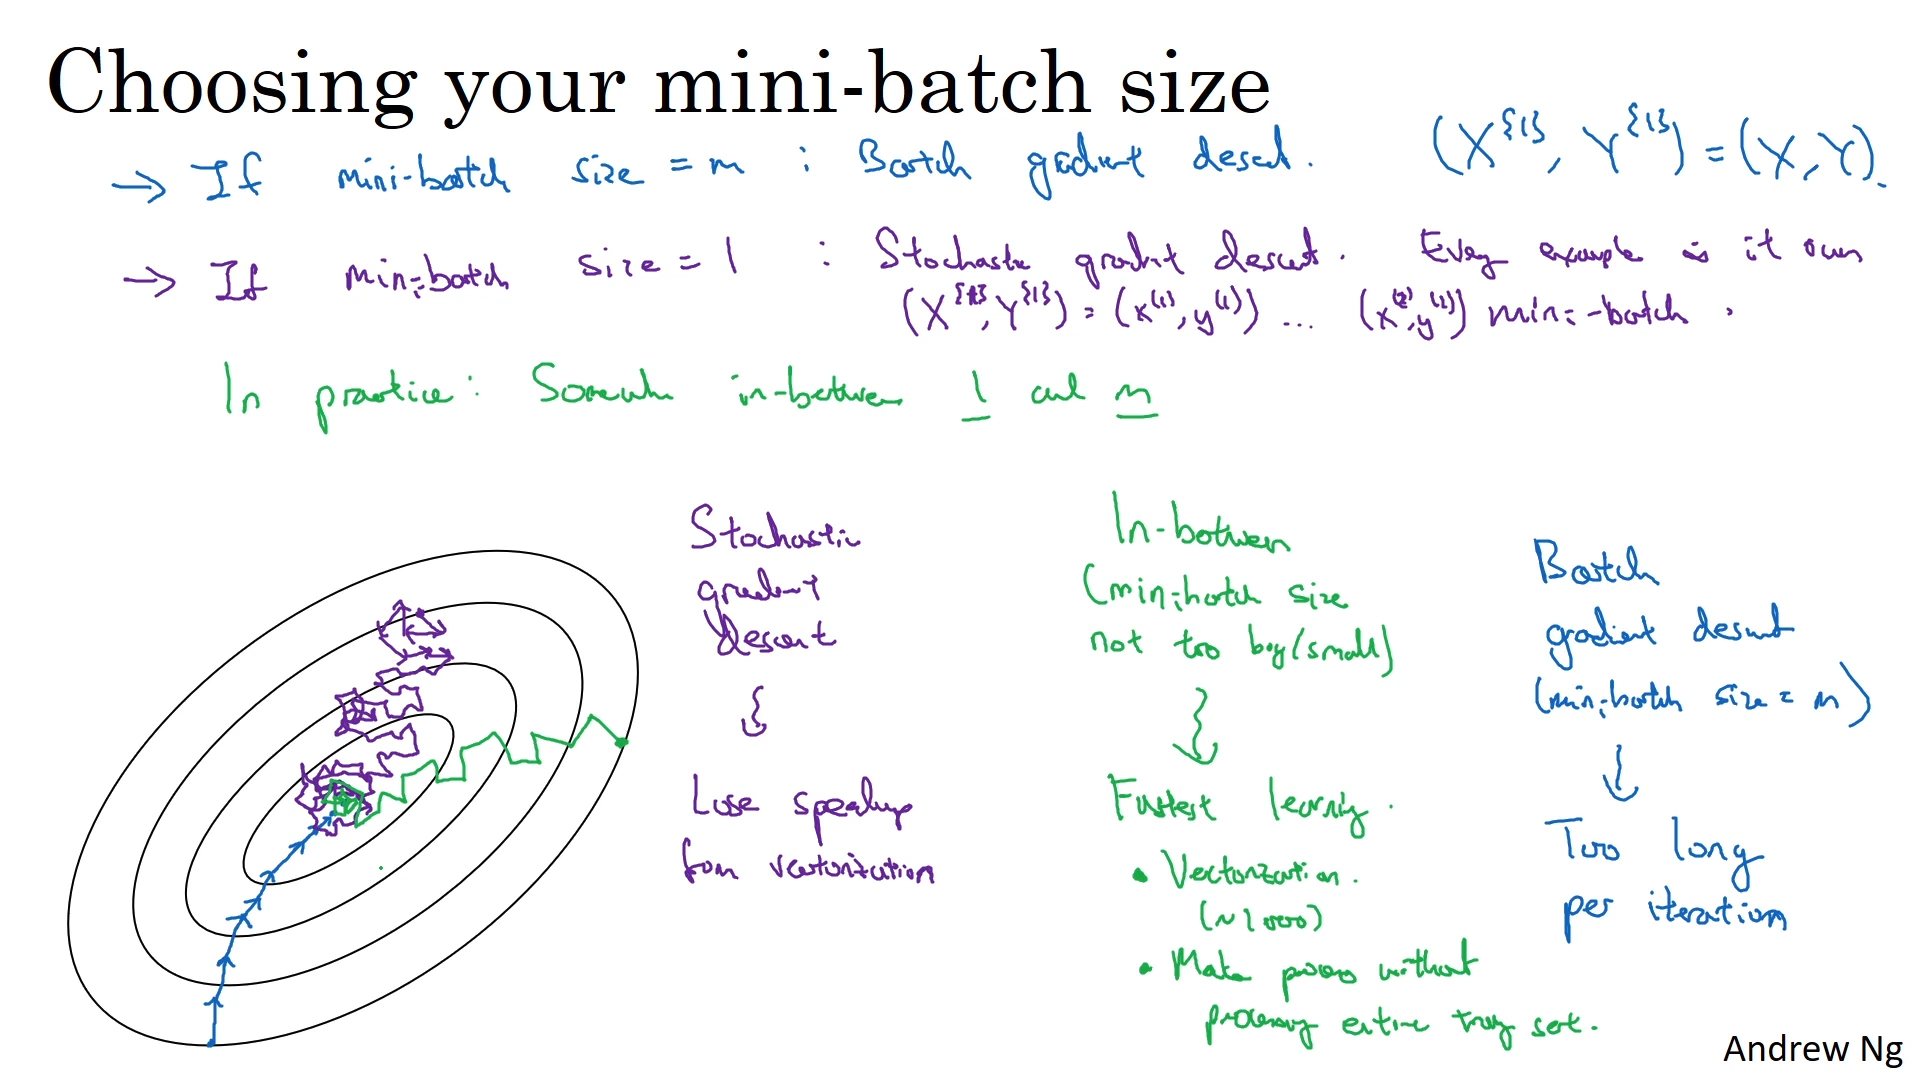 Choosing your mini-batch size
→ If mini-batch size = m : Batch gradient descent. (X^{1}, Y^{1}) = (X, Y).
→ If mini-batch size = 1 : Stochastic gradient descent. Every example is it own
(X^{1}, Y^{1}) = (x^(1), y^(1)) ... (x^(2), y^(2)) mini-batch.
In practice: Somewhere in-between 1 and m
Stochastic
gradient
descent
Lose speedup
from vectorization
In-between
(mini-batch size
not too big/small)
Fastest learning.
• Vectorization.
(~1000)
• Make progress without
processing entire training set.
Batch
gradient descent
(mini-batch size = m)
Too long
per iteration
Andrew Ng